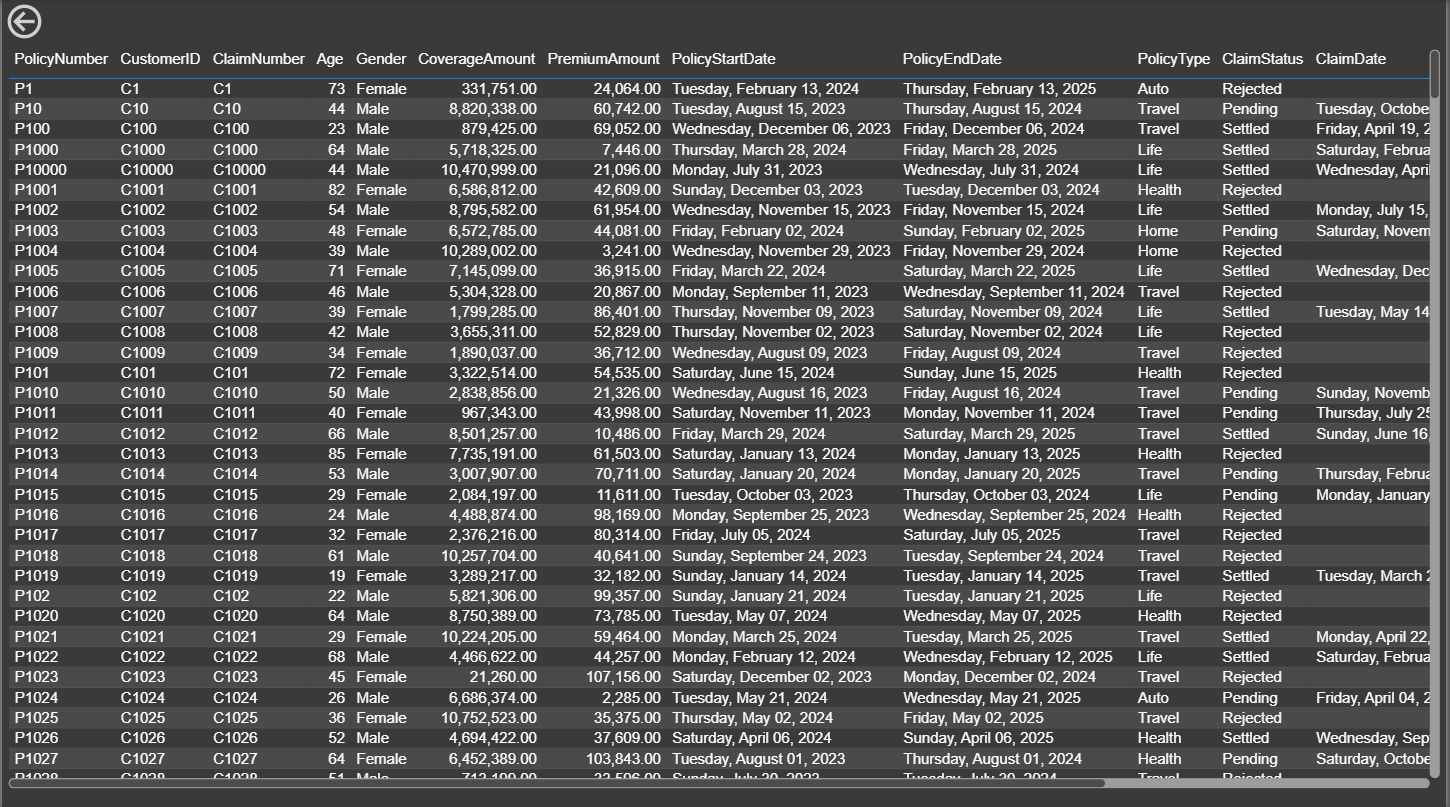 PolicyNumber CustomerID ClaimNumber Age Gender CoverageAmount PremiumAmount PolicyStartDate PolicyEndDate PolicyType ClaimStatus ClaimDate
P1 C1 C1 73 Female 331,751.00 24,064.00 Tuesday, February 13, 2024 Thursday, February 13, 2025 Auto Rejected
P10 C10 C10 44 Male 8,820,338.00 60,742.00 Tuesday, August 15, 2023 Thursday, August 15, 2024 Travel Pending Tuesday, Octobe
P100 C100 C100 23 Male 879,425.00 69,052.00 Wednesday, December 06, 2023 Friday, December 06, 2024 Travel Settled Friday, April 19, 2
P1000 C1000 C1000 64 Male 5,718,325.00 7,446.00 Thursday, March 28, 2024 Friday, March 28, 2025 Life Settled Saturday, Februa
P10000 C10000 C10000 44 Male 10,470,999.00 21,096.00 Monday, July 31, 2023 Wednesday, July 31, 2024 Life Settled Wednesday, April
P1001 C1001 C1001 82 Female 6,586,812.00 42,609.00 Sunday, December 03, 2023 Tuesday, December 03, 2024 Health Rejected
P1002 C1002 C1002 54 Male 8,795,582.00 61,954.00 Wednesday, November 15, 2023 Friday, November 15, 2024 Life Settled Monday, July 15,
P1003 C1003 C1003 48 Female 6,572,785.00 44,081.00 Friday, February 02, 2024 Sunday, February 02, 2025 Home Pending Saturday, Novem
P1004 C1004 C1004 39 Male 10,289,002.00 3,241.00 Wednesday, November 29, 2023 Friday, November 29, 2024 Home Rejected
P1005 C1005 C1005 71 Female 7,145,099.00 36,915.00 Friday, March 22, 2024 Saturday, March 22, 2025 Life Settled Wednesday, Dec
P1006 C1006 C1006 46 Male 5,304,328.00 20,867.00 Monday, September 11, 2023 Wednesday, September 11, 2024 Travel Rejected
P1007 C1007 C1007 39 Female 1,799,285.00 86,401.00 Thursday, November 09, 2023 Saturday, November 09, 2024 Life Settled Tuesday, May 14
P1008 C1008 C1008 42 Male 3,655,311.00 52,829.00 Thursday, November 02, 2023 Saturday, November 02, 2024 Life Rejected
P1009 C1009 C1009 34 Female 1,890,037.00 36,712.00 Wednesday, August 09, 2023 Friday, August 09, 2024 Travel Rejected
P101 C101 C101 72 Female 3,322,514.00 54,535.00 Saturday, June 15, 2024 Sunday, June 15, 2025 Health Rejected
P1010 C1010 C1010 50 Male 2,838,856.00 21,326.00 Wednesday, August 16, 2023 Friday, August 16, 2024 Travel Pending Sunday, Novemb
P1011 C1011 C1011 40 Female 967,343.00 43,998.00 Saturday, November 11, 2023 Monday, November 11, 2024 Travel Pending Thursday, July 25
P1012 C1012 C1012 66 Male 8,501,257.00 10,486.00 Friday, March 29, 2024 Saturday, March 29, 2025 Travel Settled Sunday, June 16,
P1013 C1013 C1013 85 Female 7,735,191.00 61,503.00 Saturday, January 13, 2024 Monday, January 13, 2025 Health Rejected
P1014 C1014 C1014 53 Male 3,007,907.00 70,711.00 Saturday, January 20, 2024 Monday, January 20, 2025 Travel Pending Thursday, Februa
P1015 C1015 C1015 29 Female 2,084,197.00 11,611.00 Tuesday, October 03, 2023 Thursday, October 03, 2024 Life Pending Monday, January
P1016 C1016 C1016 24 Male 4,488,874.00 98,169.00 Monday, September 25, 2023 Wednesday, September 25, 2024 Health Rejected
P1017 C1017 C1017 32 Female 2,376,216.00 80,314.00 Friday, July 05, 2024 Saturday, July 05, 2025 Travel Rejected
P1018 C1018 C1018 61 Male 10,257,704.00 40,641.00 Sunday, September 24, 2023 Tuesday, September 24, 2024 Travel Rejected
P1019 C1019 C1019 19 Female 3,289,217.00 32,182.00 Sunday, January 14, 2024 Tuesday, January 14, 2025 Travel Settled Tuesday, March 2
P102 C102 C102 22 Male 5,821,306.00 99,357.00 Sunday, January 21, 2024 Tuesday, January 21, 2025 Life Rejected
P1020 C1020 C1020 64 Male 8,750,389.00 73,785.00 Tuesday, May 07, 2024 Wednesday, May 07, 2025 Health Rejected
P1021 C1021 C1021 29 Female 10,224,205.00 59,464.00 Monday, March 25, 2024 Tuesday, March 25, 2025 Travel Settled Monday, April 22,
P1022 C1022 C1022 68 Male 4,466,622.00 44,257.00 Monday, February 12, 2024 Wednesday, February 12, 2025 Life Settled Saturday, Februa
P1023 C1023 C1023 45 Female 21,260.00 107,156.00 Saturday, December 02, 2023 Monday, December 02, 2024 Travel Rejected
P1024 C1024 C1024 26 Male 6,686,374.00 2,285.00 Tuesday, May 21, 2024 Wednesday, May 21, 2025 Auto Pending Friday, April 04, 2
P1025 C1025 C1025 36 Female 10,752,523.00 35,375.00 Thursday, May 02, 2024 Friday, May 02, 2025 Travel Rejected
P1026 C1026 C1026 52 Male 4,694,422.00 37,609.00 Saturday, April 06, 2024 Sunday, April 06, 2025 Health Settled Wednesday, Sep
P1027 C1027 C1027 64 Female 6,452,389.00 103,843.00 Tuesday, August 01, 2023 Thursday, August 01, 2024 Health Pending Saturday, Octobe